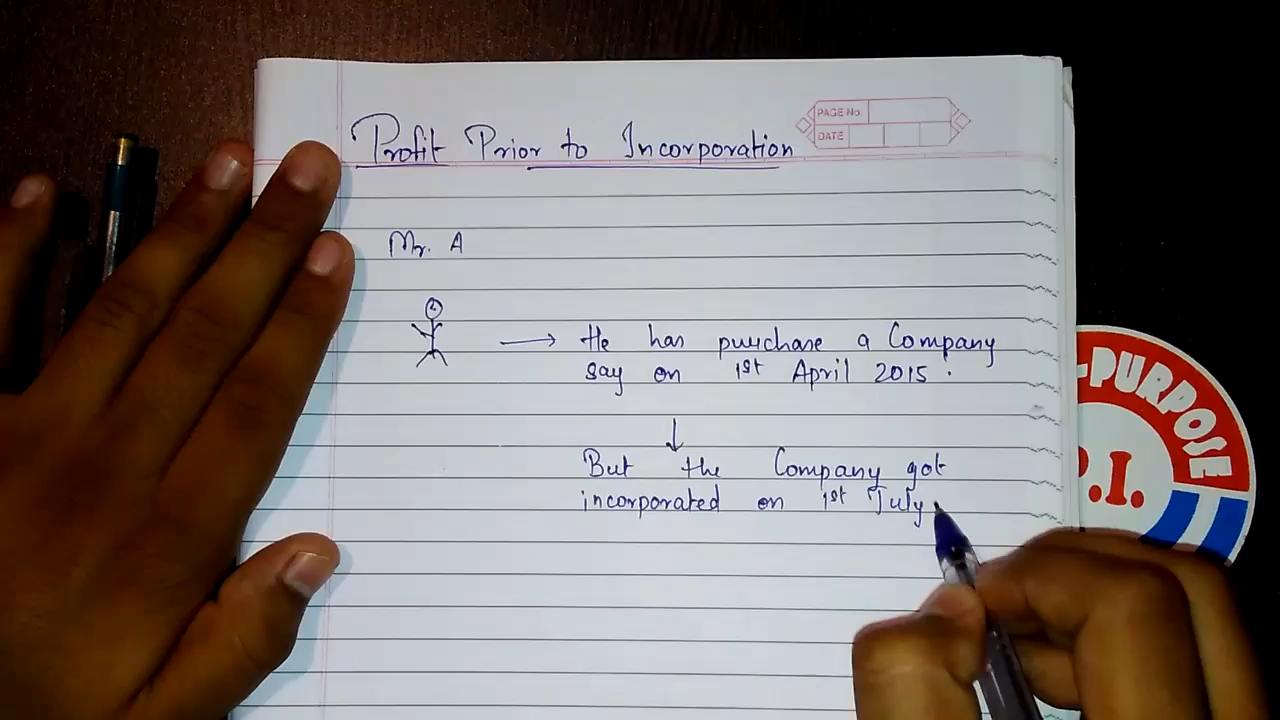 Profit Prior to Incorporation
PAGE No.
DATE
Mr. A
He has purchase a Company
say on 1st April 2015.
But the Company got
incorporated on 1st July
-PURPOSE
P.I.